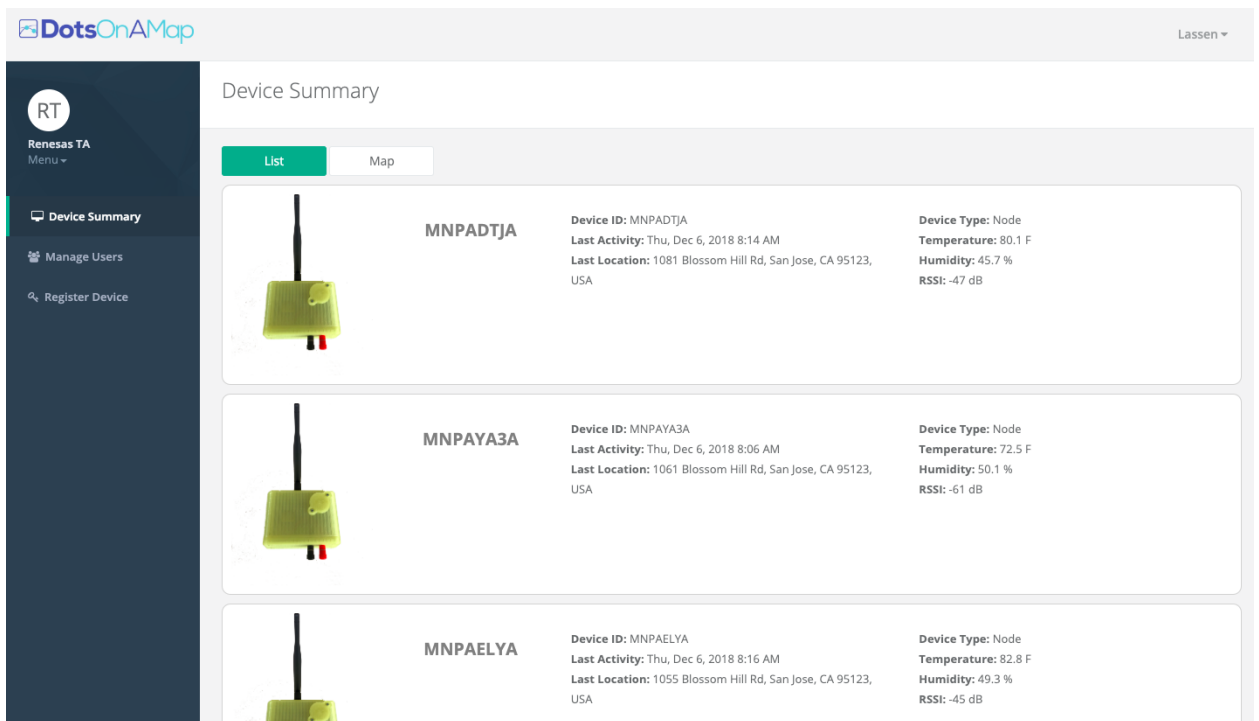 DotsOnAMap
Lassen
RT
Renesas TA
Menu
Device Summary
Manage Users
Register Device
Device Summary
List
Map
MNPADTJA
Device ID: MNPADTJA
Last Activity: Thu, Dec 6, 2018 8:14 AM
Last Location: 1081 Blossom Hill Rd, San Jose, CA 95123,
USA
Device Type: Node
Temperature: 80.1 F
Humidity: 45.7 %
RSSI: -47 dB
MNPAYA3A
Device ID: MNPAYA3A
Last Activity: Thu, Dec 6, 2018 8:06 AM
Last Location: 1061 Blossom Hill Rd, San Jose, CA 95123,
USA
Device Type: Node
Temperature: 72.5 F
Humidity: 50.1 %
RSSI: -61 dB
MNPAELYA
Device ID: MNPAELYA
Last Activity: Thu, Dec 6, 2018 8:16 AM
Last Location: 1055 Blossom Hill Rd, San Jose, CA 95123,
USA
Device Type: Node
Temperature: 82.8 F
Humidity: 49.3 %
RSSI: -45 dB